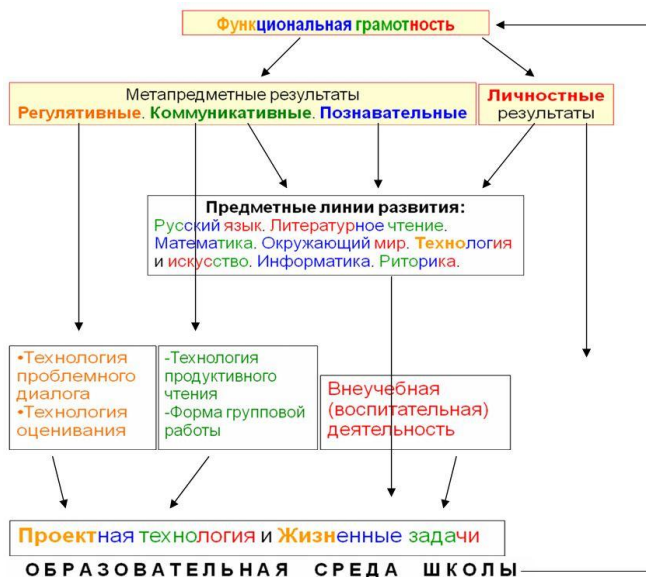 Функциональная грамотность
Метапредметные результаты
Регулятивные. Коммуникативные. Познавательные
Личностные
результаты
Предметные линии развития:
Русский язык. Литературное чтение.
Математика. Окружающий мир. Технология
и искусство. Информатика. Риторика.
•Технология
проблемного
диалога
•Технология
оценивания
-Технология
продуктивного
чтения
-Форма групповой
работы
Внеучебная
(воспитательная)
деятельность
Проектная технология и Жизненные задачи
ОБРАЗОВАТЕЛЬНАЯ СРЕДА ШКОЛЫ